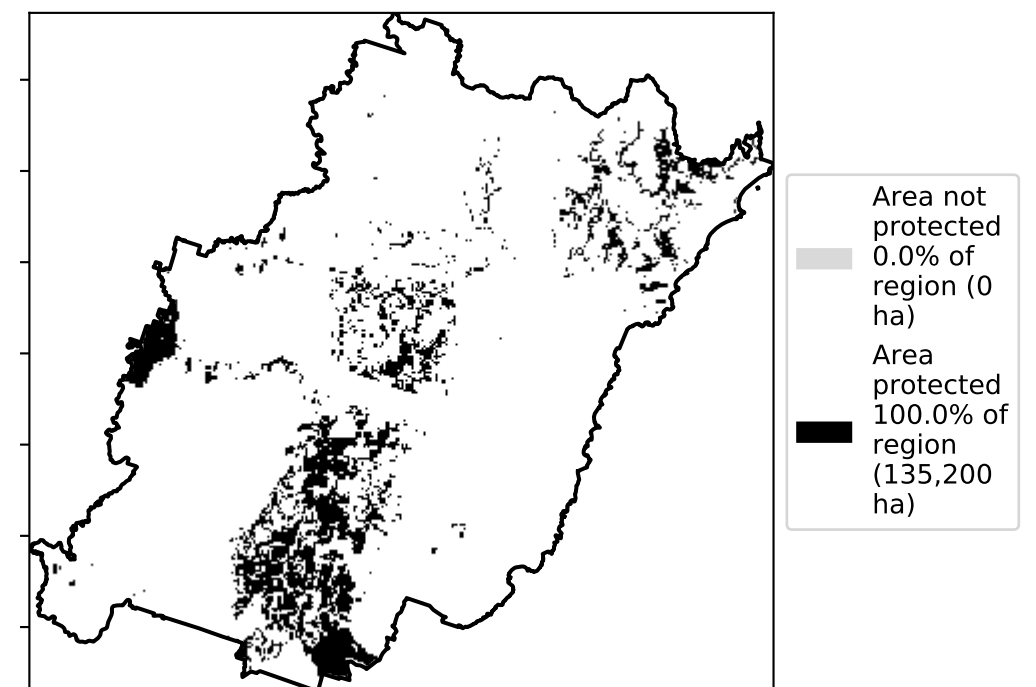 Area not
protected
0.0% of
region (0
ha)
Area
protected
100.0% of
region
(135,200
ha)